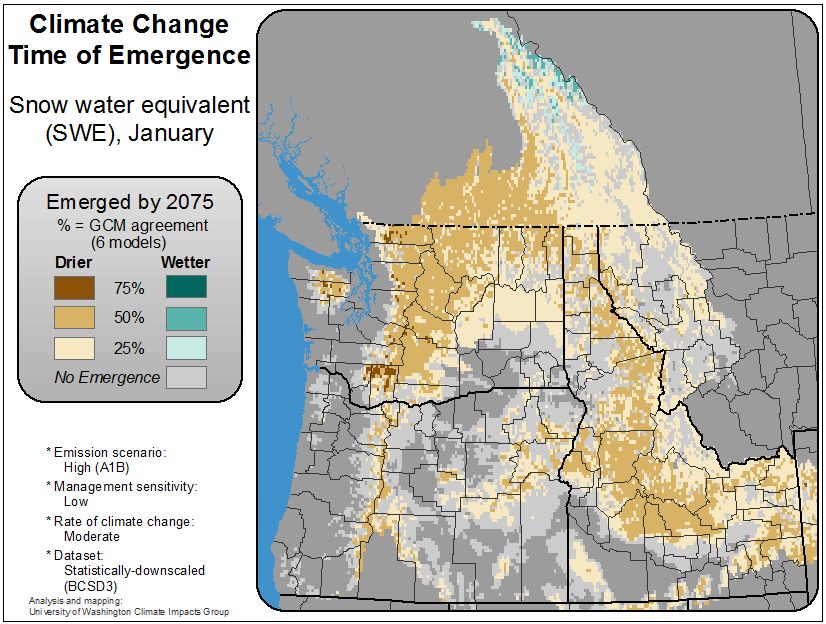 Climate Change
Time of Emergence
Snow water equivalent
(SWE), January
Emerged by 2075
% = GCM agreement
(6 models)
Drier Wetter
75%
50%
25%
No Emergence
* Emission scenario:
High (A1B)
* Management sensitivity:
Low
* Rate of climate change:
Moderate
* Dataset:
Statistically-downscaled
(BCSD3)
Analysis and mapping:
University of Washington Climate Impacts Group